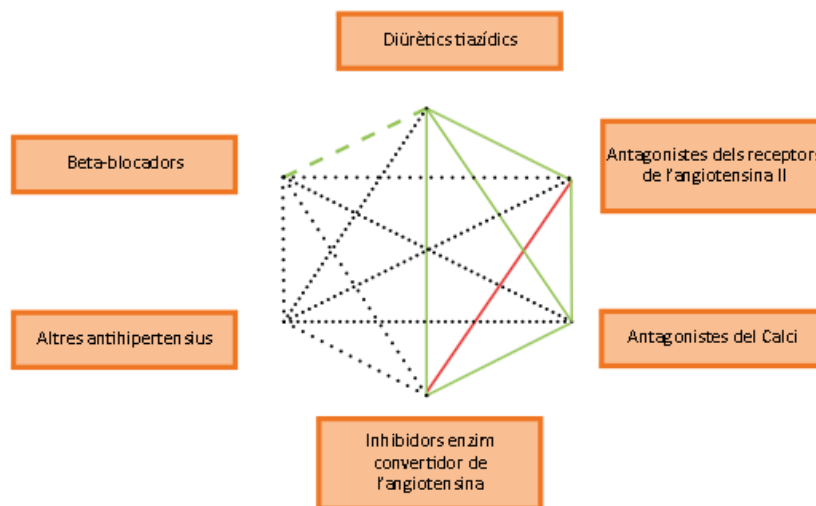 Diürètics tiazídics
Beta-blocadors
Antagonistes dels receptors
de l'angiotensina II
Altres antihipertensius
Antagonistes del Calci
Inhibidors enzim
convertidor de
l'angiotensina